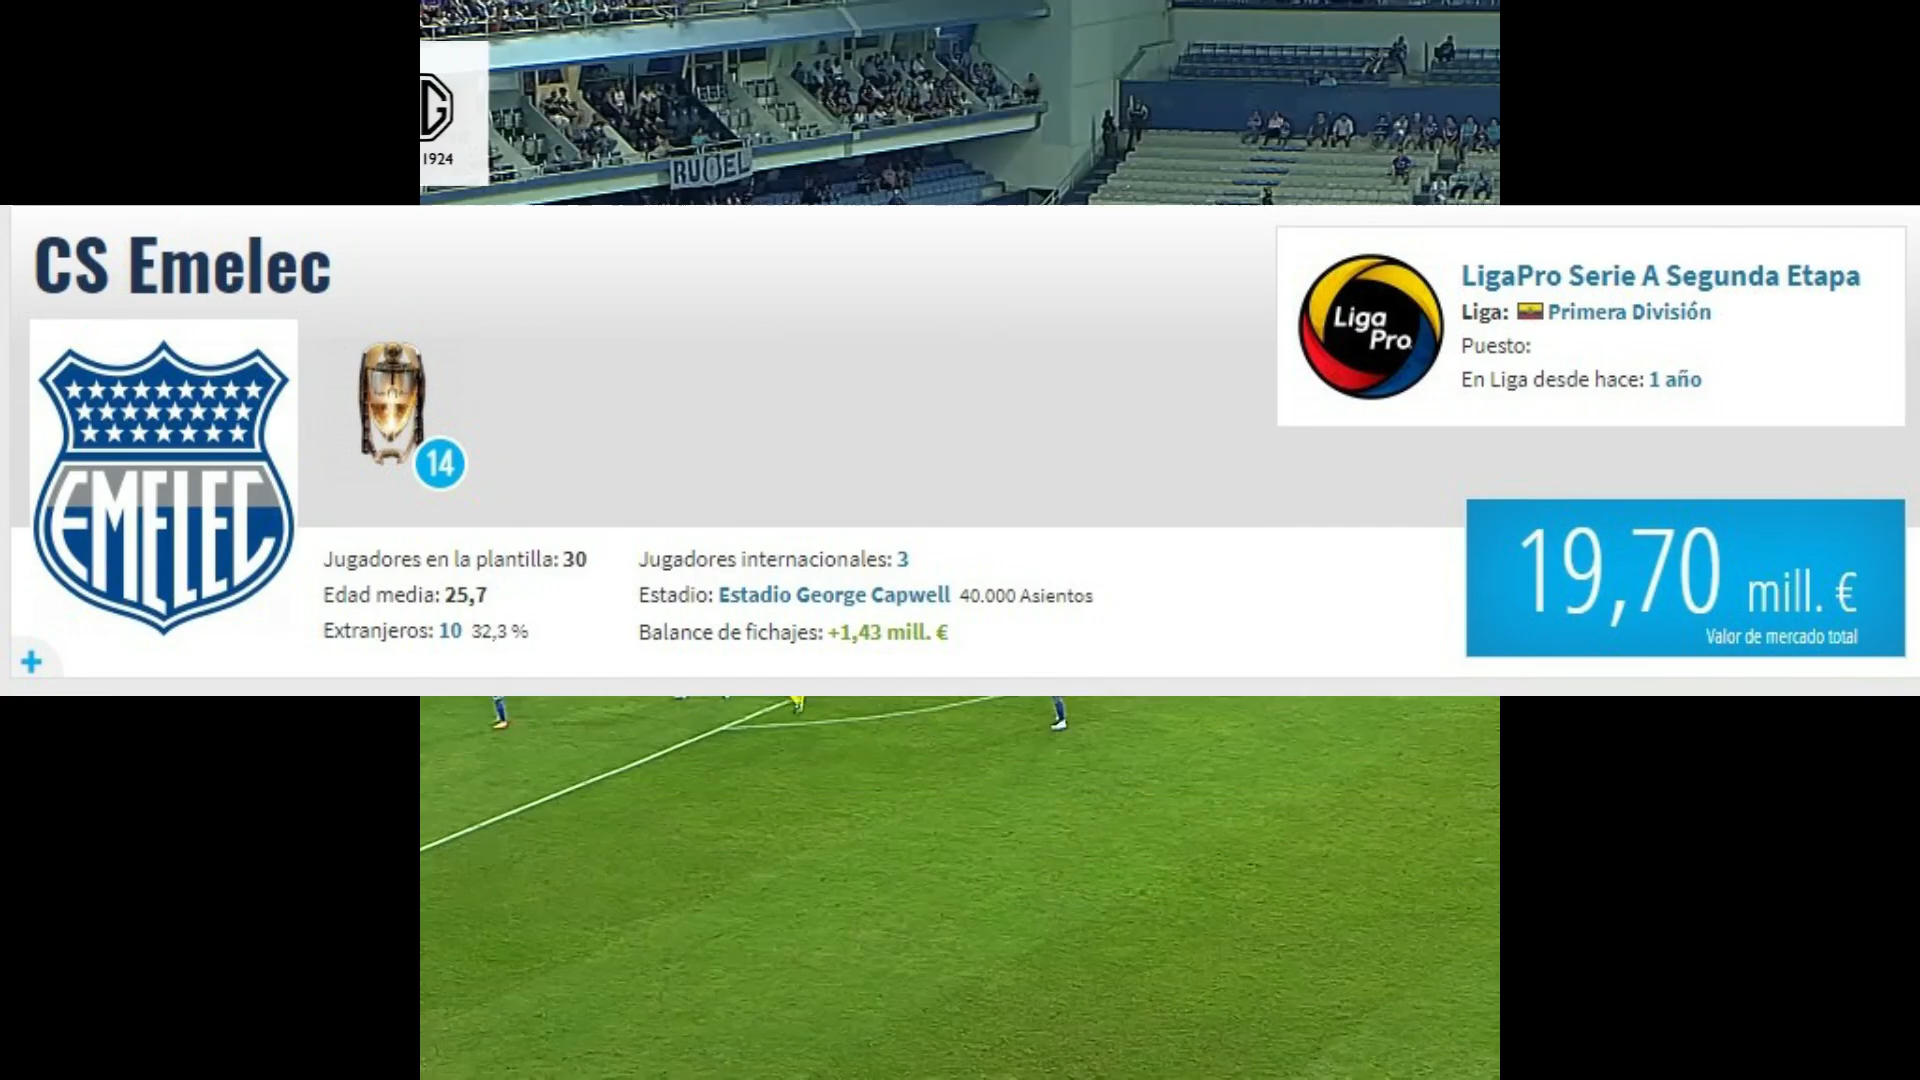 G
1924
RUGEL
CS Emelec
EMELEC
14
Jugadores en la plantilla: 30
Edad media: 25,7
Extranjeros: 10 32,3 %
Jugadores internacionales: 3
Estadio: Estadio George Capwell 40.000 Asientos
Balance de fichajes: +1,43 mill. €
Liga Pro
LigaPro Serie A Segunda Etapa
Liga: Primera División
Puesto:
En Liga desde hace: 1 año
19,70 mill. €
Valor de mercado total